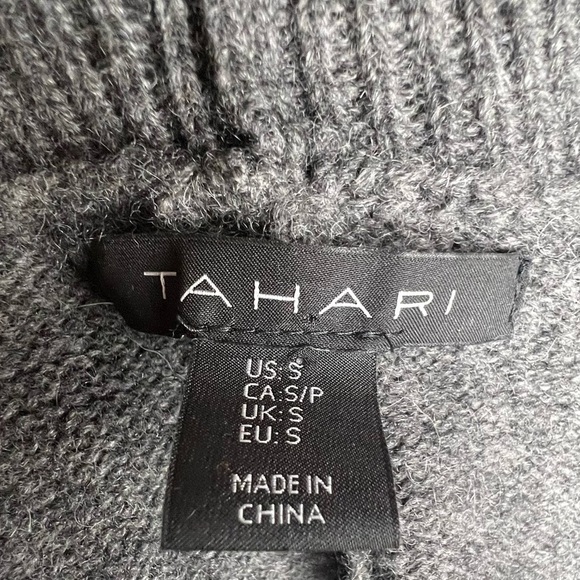 TAHARI
US: S
CA: S/P
UK: S
EU: S
MADE IN
CHINA